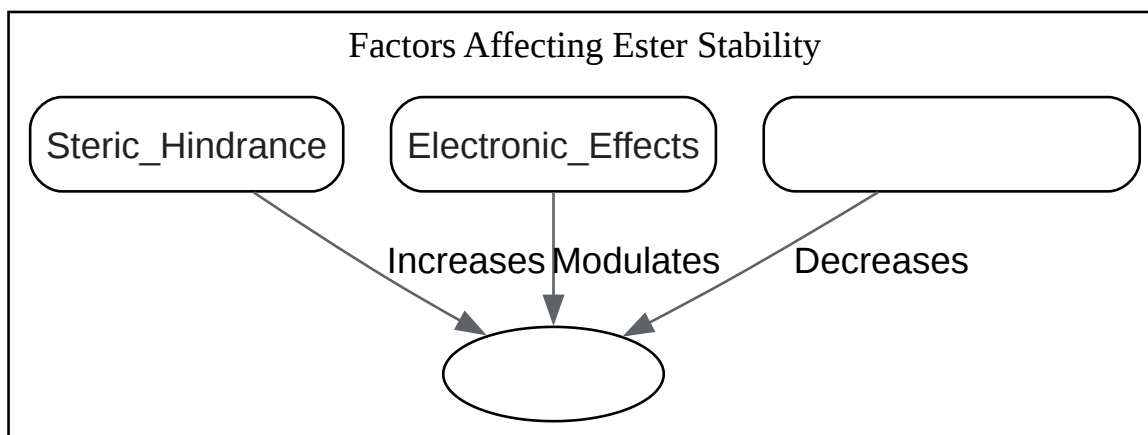 Factors Affecting Ester Stability
Steric_Hindrance
Electronic_Effects
Increases
Modulates
Decreases